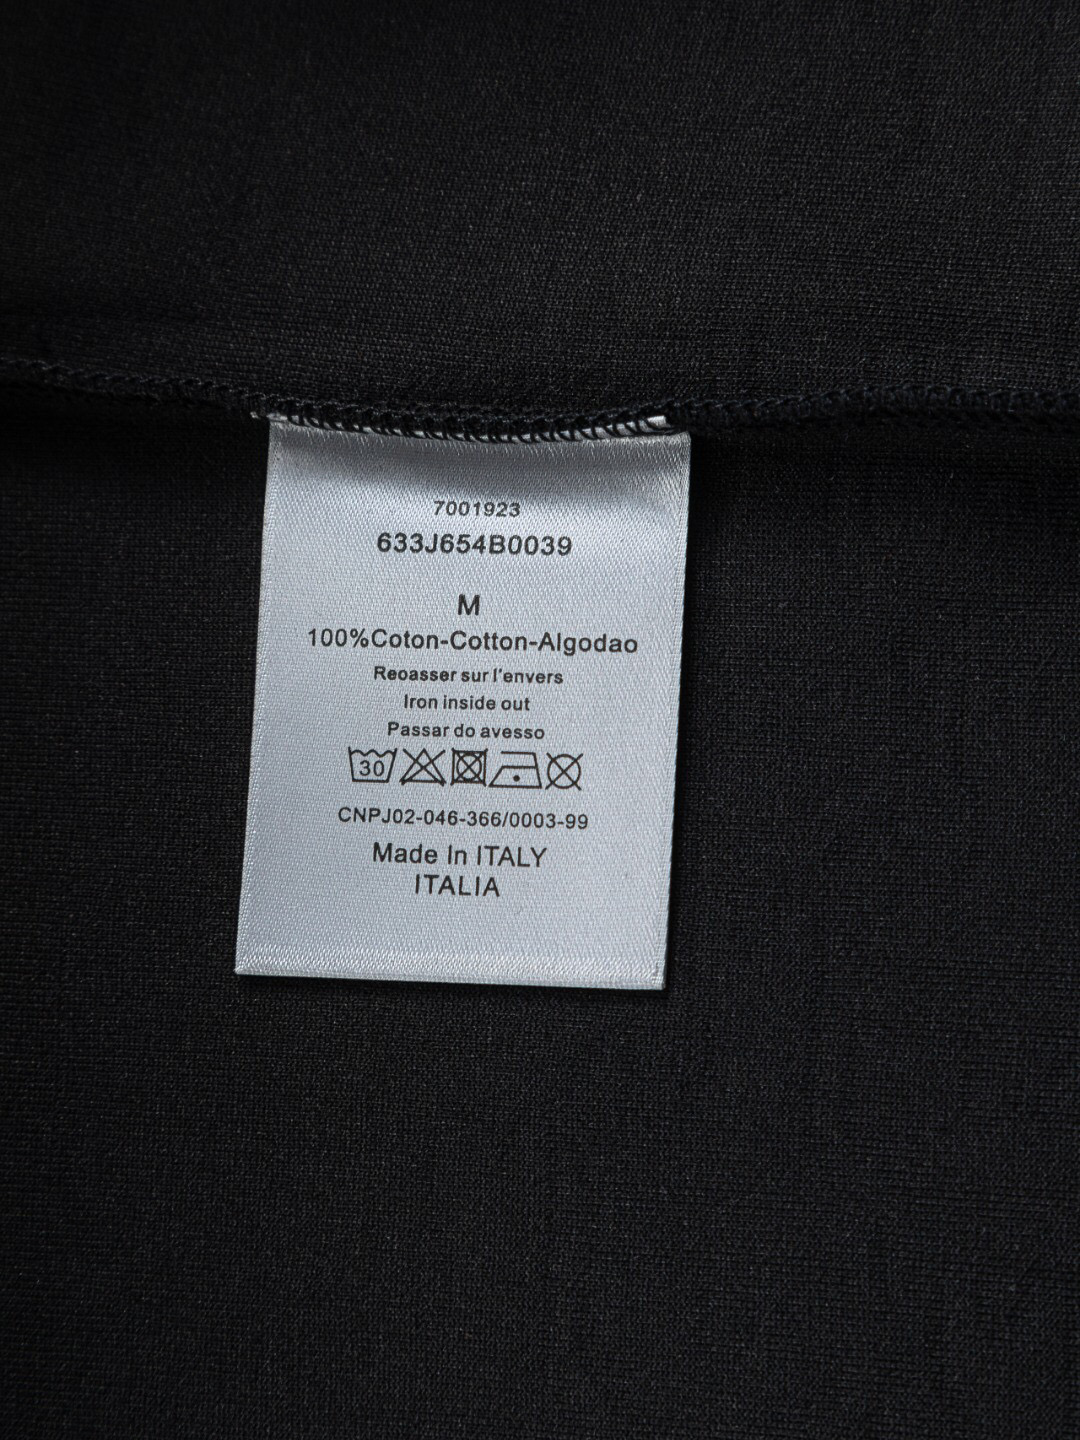 7001923
633J654B0039
M
100%Coton-Cotton-Algodao
Reoasser sur l'envers
Iron inside out
Passar do avesso
30
CNPJ02-046-366/0003-99
Made In ITALY
ITALIA